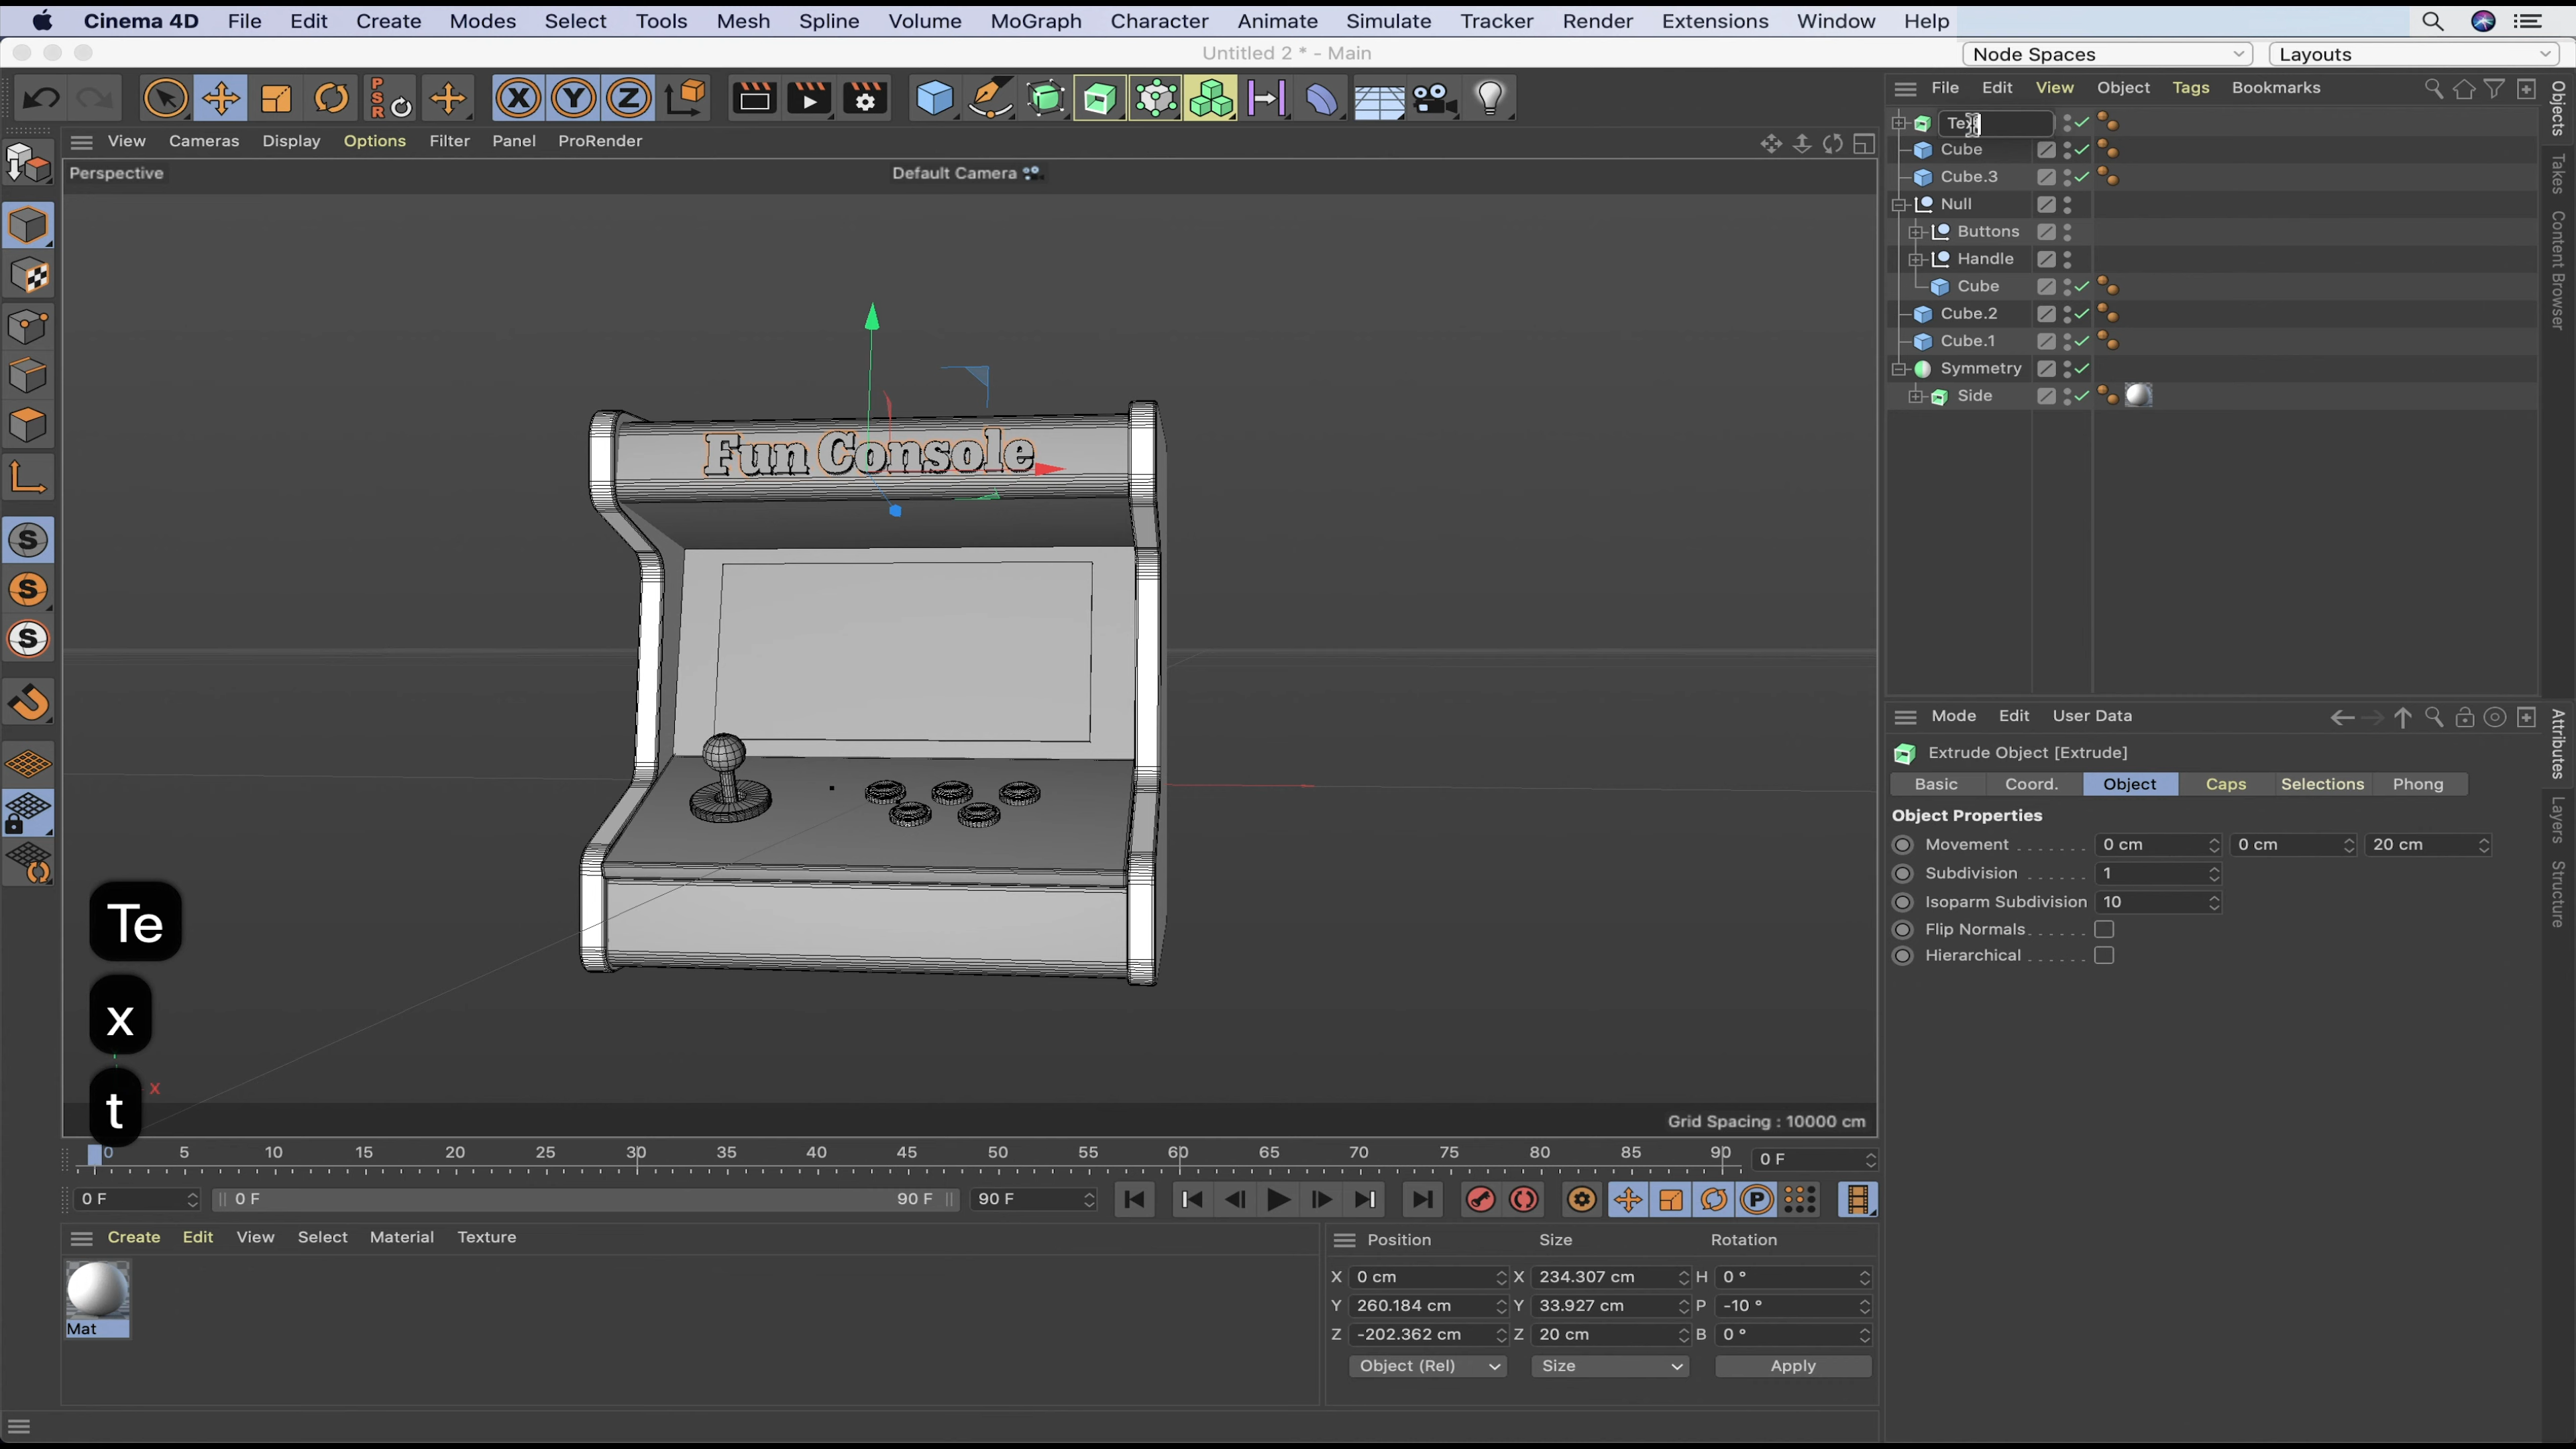 Cinema 4D File Edit Create Modes Select Tools Mesh Spline Volume MoGraph Character Animate Simulate Tracker Render Extensions Window Help
Untitled 2 * - Main
Node Spaces Layouts
P S R
X Y Z
File Edit View Object Tags Bookmarks
View Cameras Display Options Filter Panel ProRender
Perspective
Default Camera
Cube
Cube.3
Null
Buttons
Handle
Cube
Cube.2
Cube.1
Symmetry
Side
Objects
Takes
Content Browser
Fun Console
S
S
S
Te
x
t
X
Grid Spacing : 10000 cm
Mode Edit User Data
Extrude Object [Extrude]
Basic Coord. Object Caps Selections Phong
Object Properties
Movement 0 cm 0 cm 20 cm
Subdivision 1
Isoparm Subdivision 10
Flip Normals
Hierarchical
Attributes
Layers
Structure
0 5 10 15 20 25 30 35 40 45 50 55 60 65 70 75 80 85 90 0 F
0 F 0 F 90 F 90 F
P
Create Edit View Select Material Texture
Mat
Position Size Rotation
X 0 cm X 234.307 cm H 0 °
Y 260.184 cm Y 33.927 cm P -10 °
Z -202.362 cm Z 20 cm B 0 °
Object (Rel) Size Apply